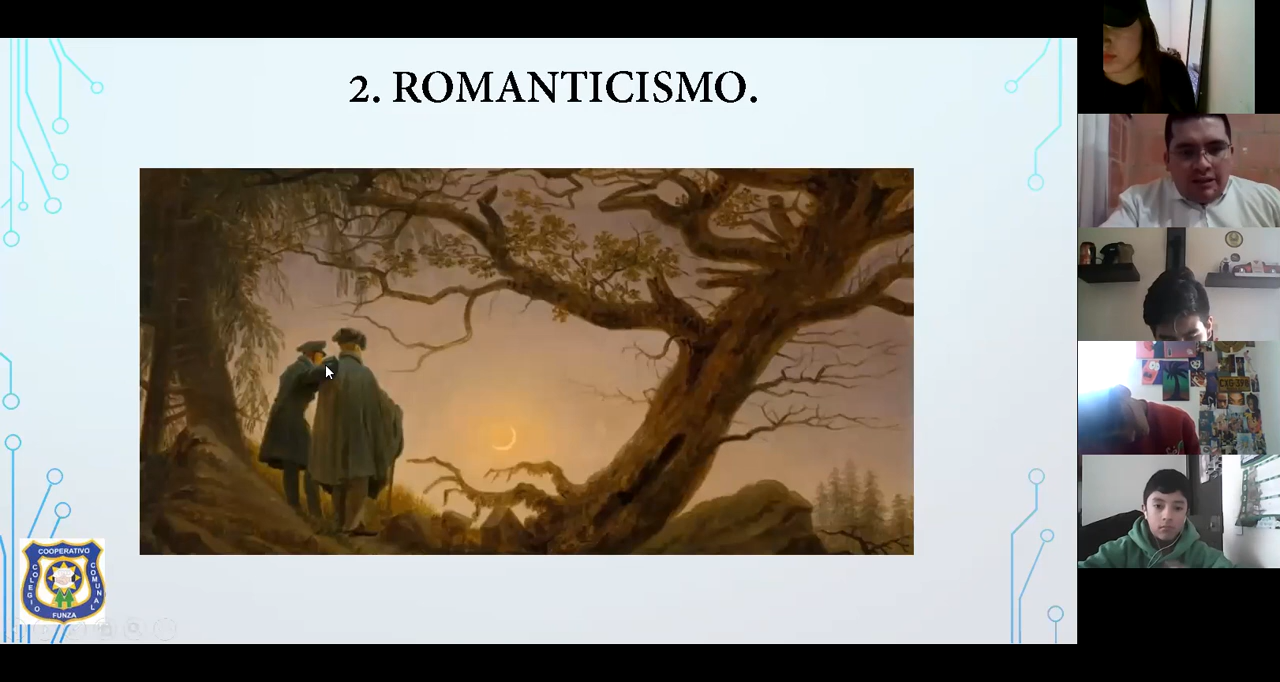 2. ROMANTICISMO.
COOPERATIVO
COLEGIO
COMUNAL
FUNZA